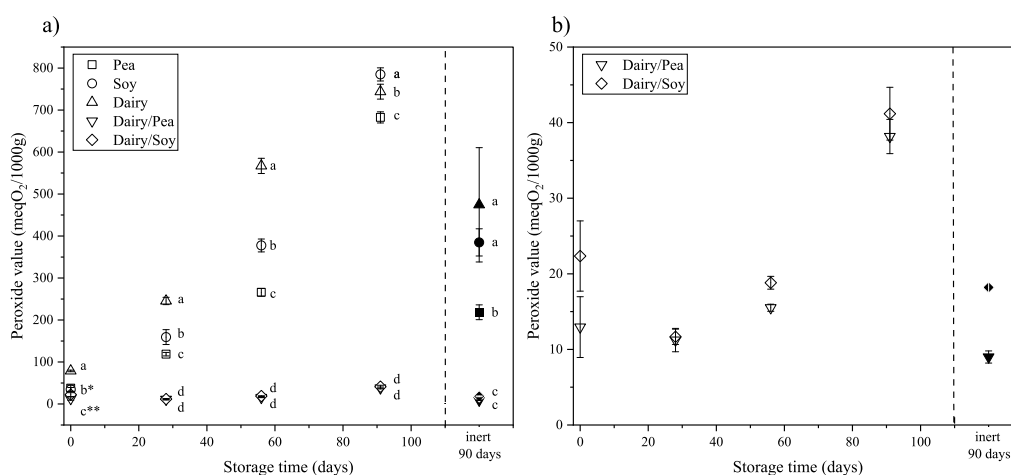 a)
Peroxide value (meqO₂/1000g)
800
700
600
500
400
300
200
100
0
Pea
Soy
Dairy
Dairy/Pea
Dairy/Soy
a
b*
c**
a
b
c
d
d
a
b
c
d
d
a
b
c
d
d
a
a
b
c
c
0 20 40 60 80 100 inert
90 days
Storage time (days)
b)
Peroxide value (meqO₂/1000g)
50
40
30
20
10
0
Dairy/Pea
Dairy/Soy
0 20 40 60 80 100 inert
90 days
Storage time (days)